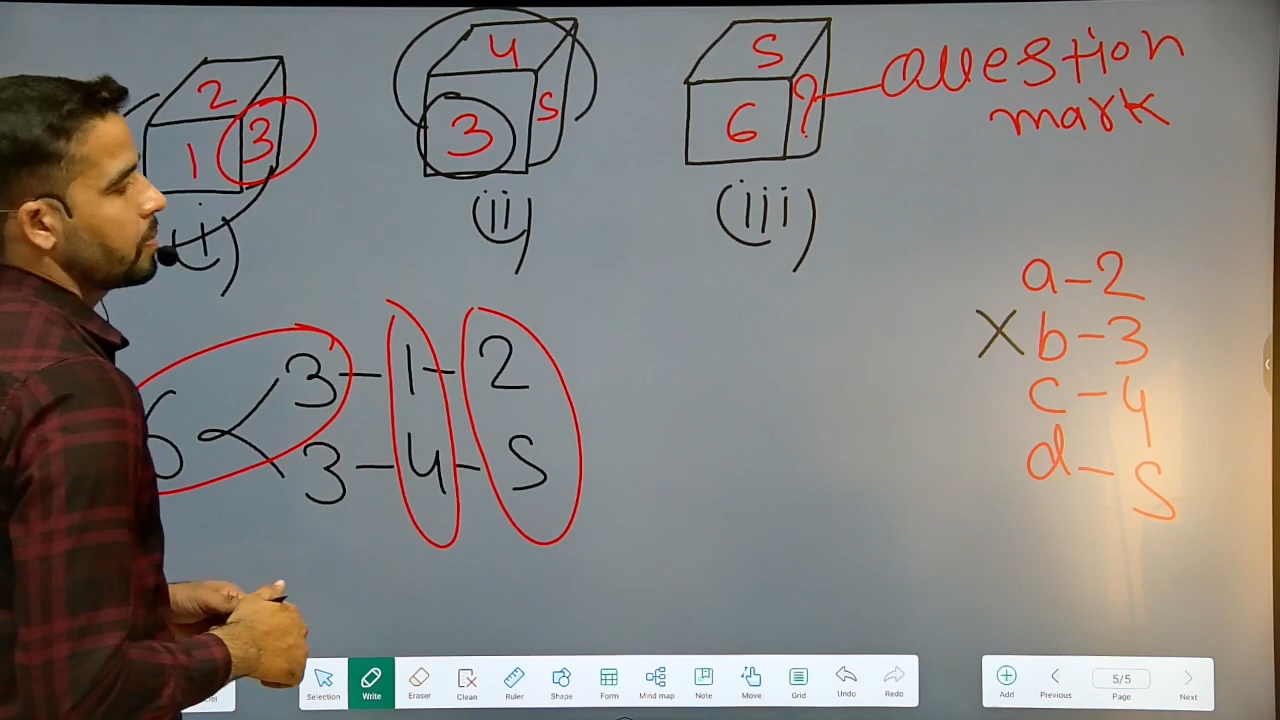 2
1
3
(i)
4
3
5
(ii)
5
6
?
(iii)
Question
mark
a-2
X b-3
c-4
d-5
6
3-1-2
3-4-5
Selection
Write
Eraser
Clean
Ruler
Shape
Form
Mind map
Note
Move
Grid
Undo
Redo
Add
Previous
5/5
Page
Next